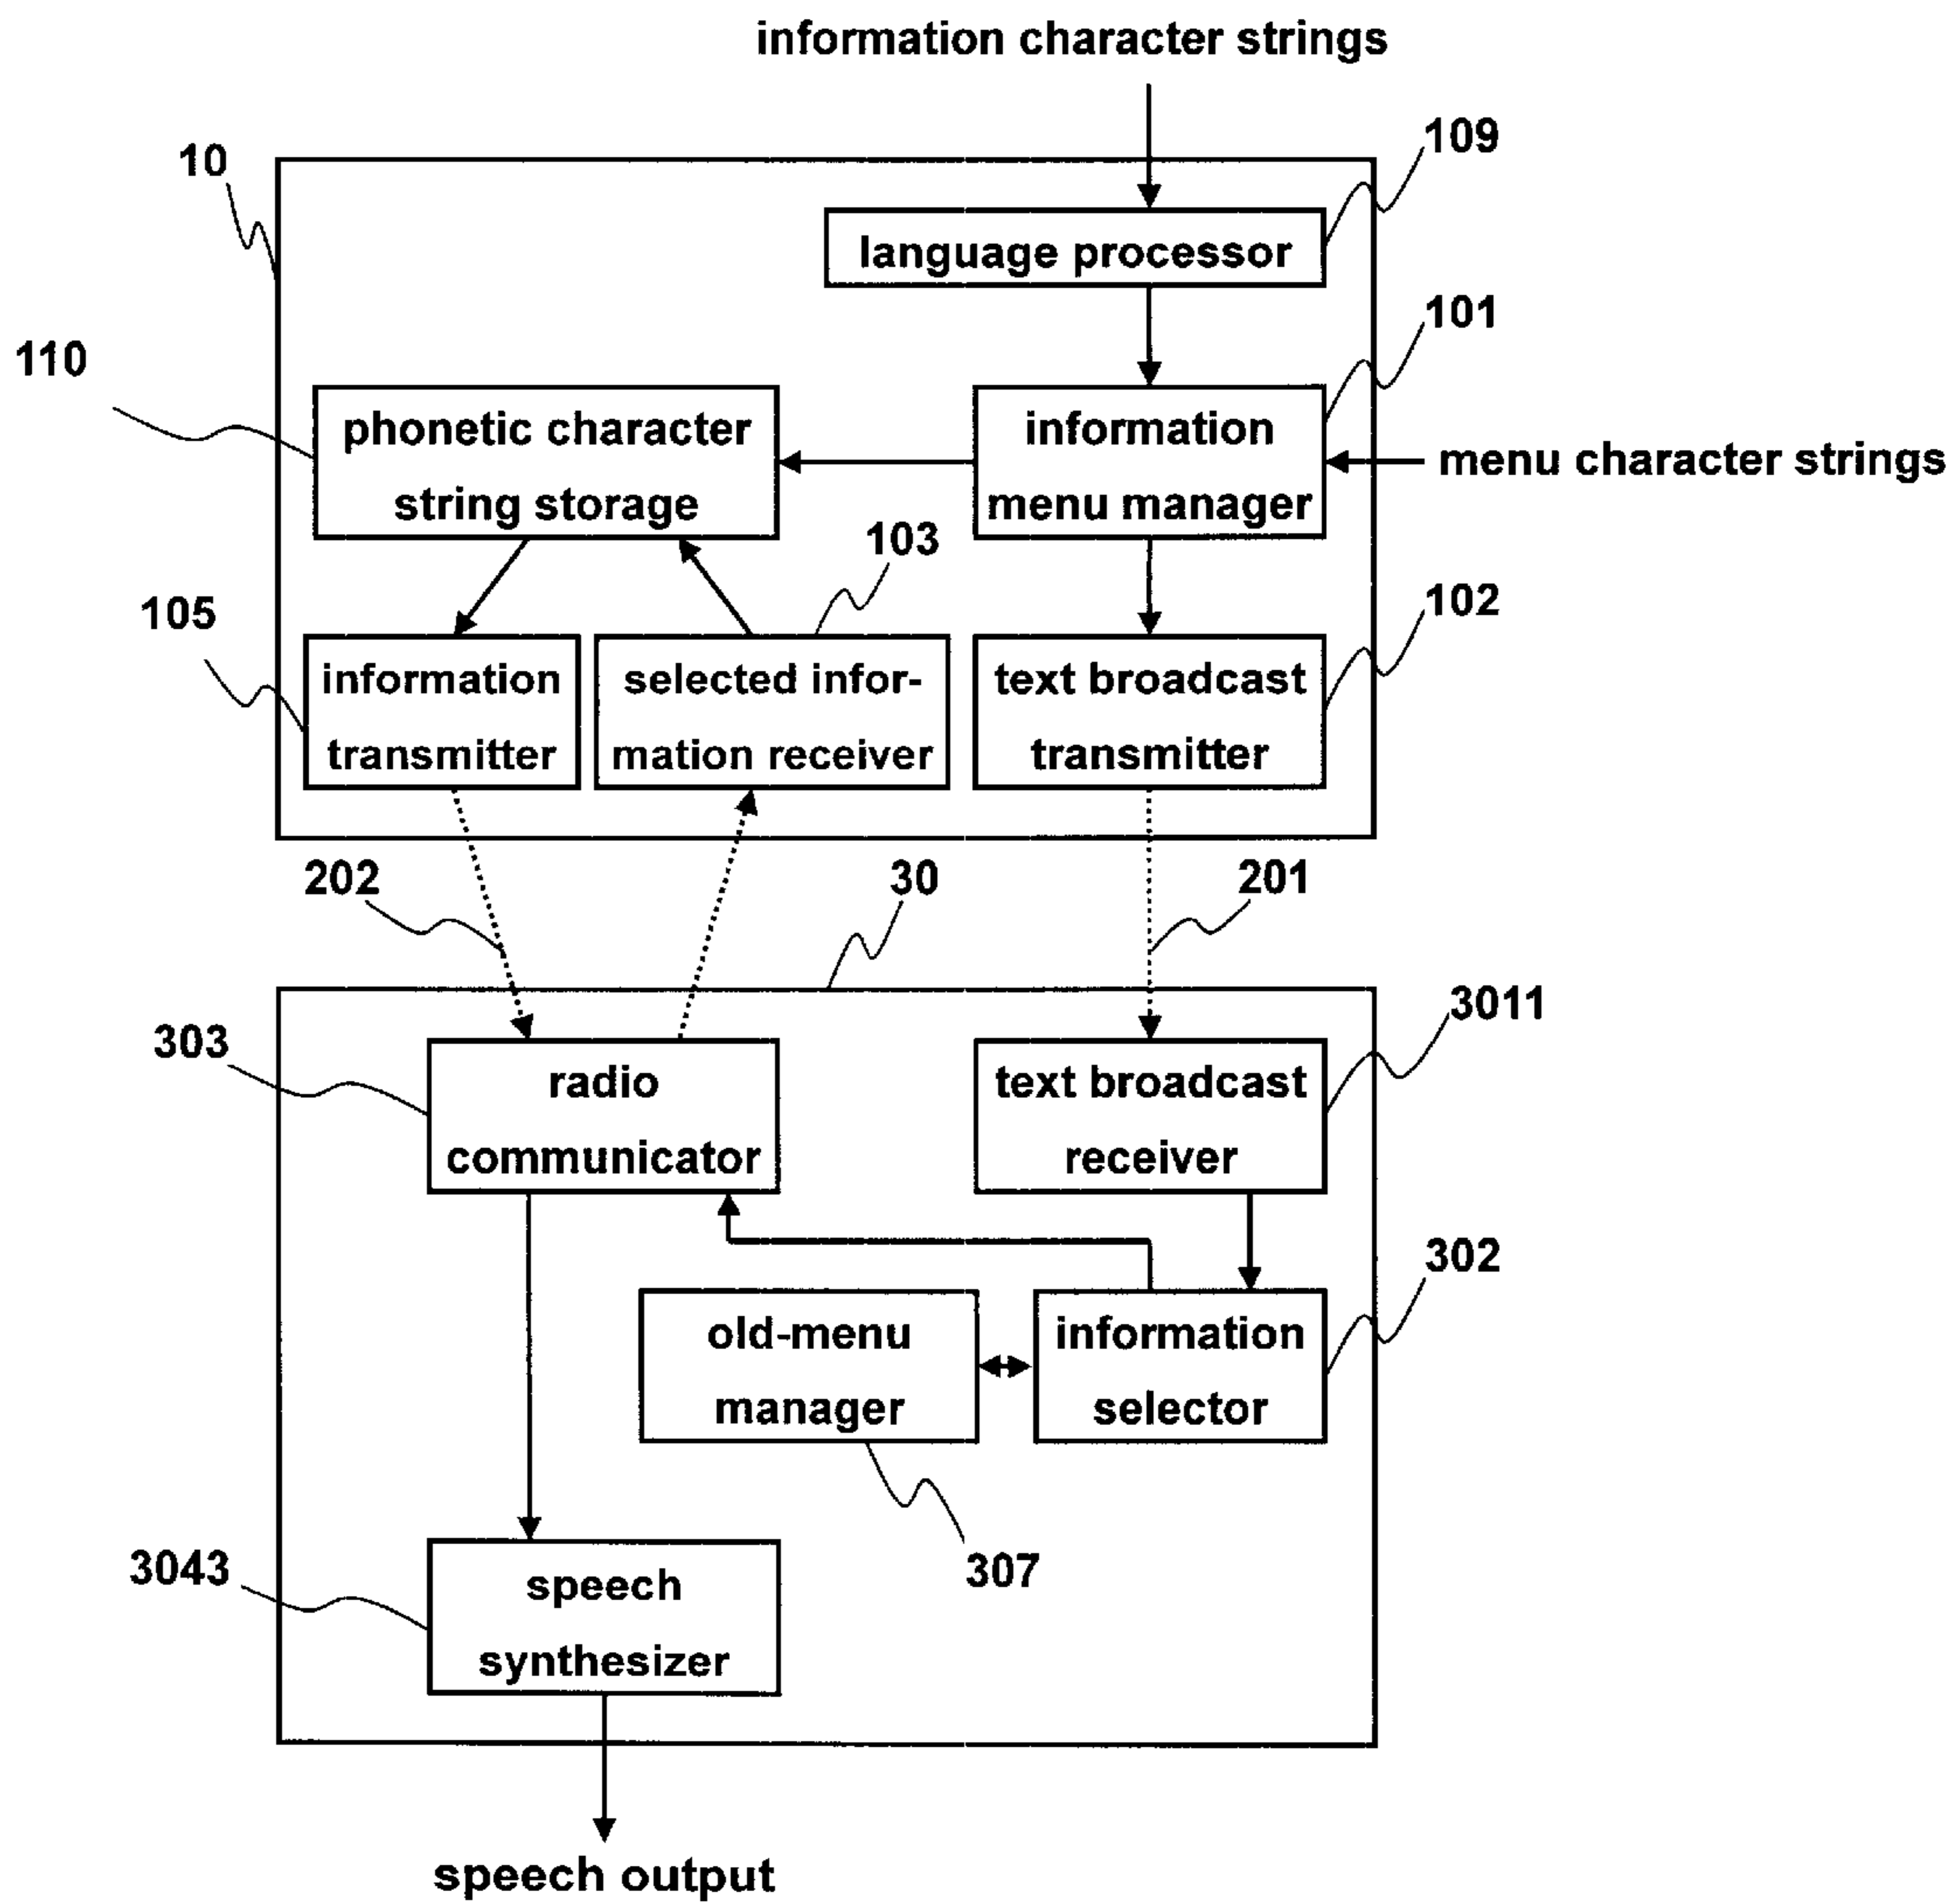 information character strings
109
10
language processor
101
110
phonetic character
string storage
information
menu manager
menu character strings
103
105
102
information
transmitter
selected infor-
mation receiver
text broadcast
transmitter
202
30
201
3011
303
radio
communicator
text broadcast
receiver
302
old-menu
manager
information
selector
3043
307
speech
synthesizer
speech output